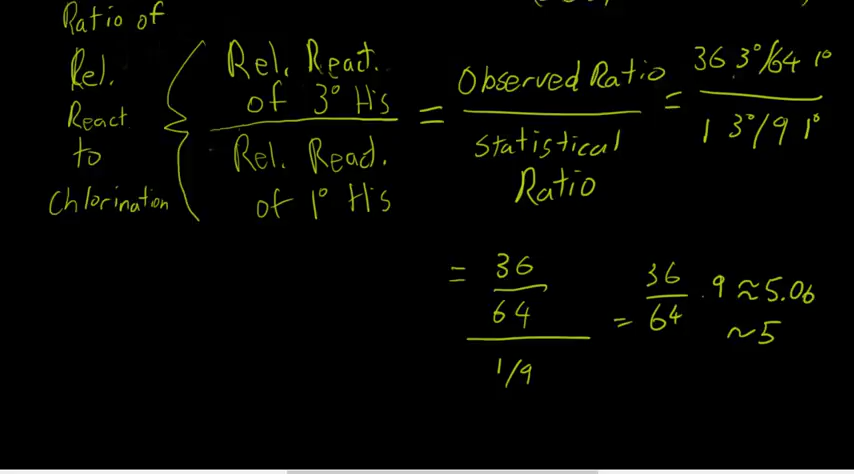 Ratio of
Rel.
React
to
Chlorination
Rel. React.
of 3° H's
Rel. React.
of 1° H's
=
Observed Ratio
Statistical
Ratio
=
36 3°/64 1°
1 3°/9 1°
=
36
64
1/9
=
36
64
. 9 ≈ 5.06
~ 5